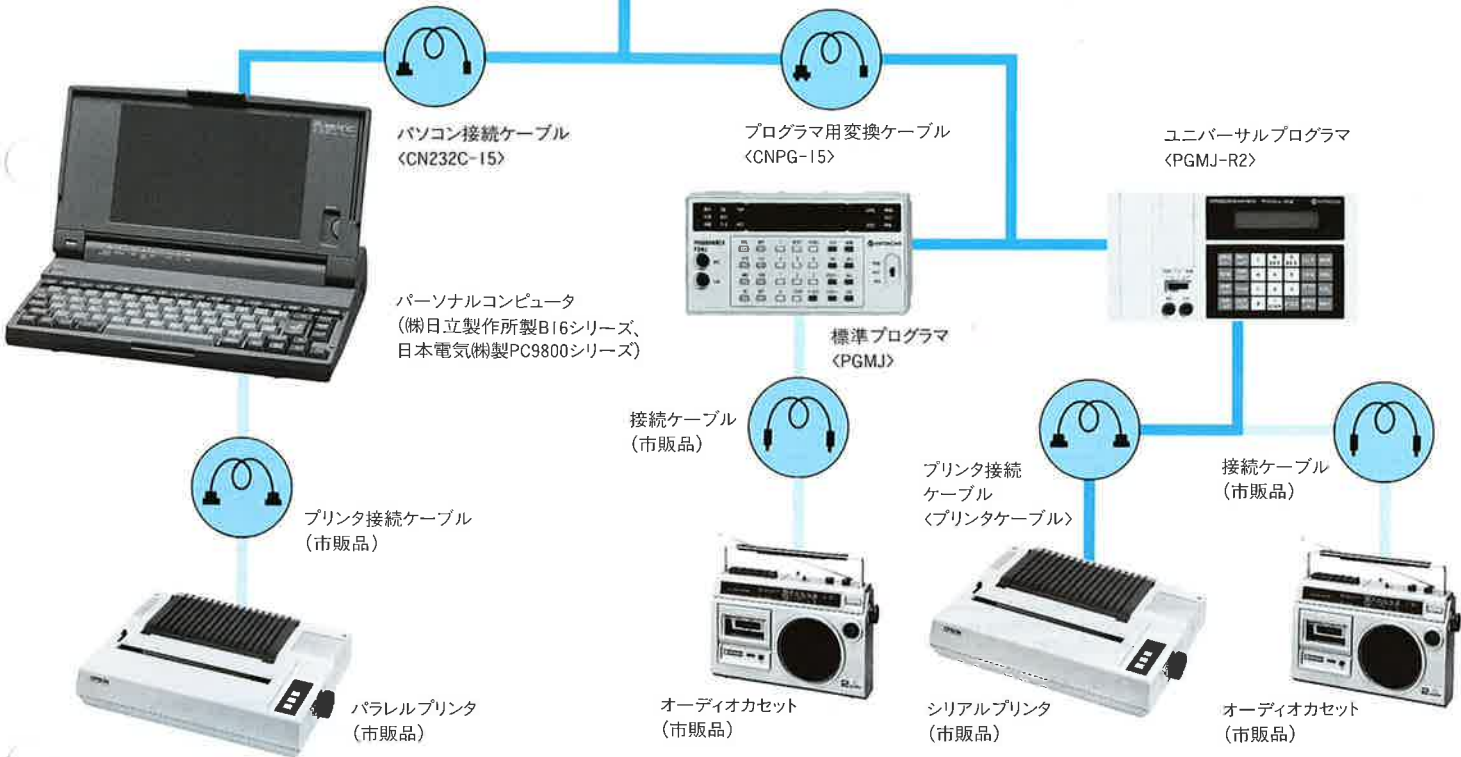 パソコン接続ケーブル
〈CN232C-15〉
プログラマ用変換ケーブル
〈CNPG-15〉
ユニバーサルプログラマ
〈PGMJ-R2〉
パーソナルコンピュータ
(㈱日立製作所製B16シリーズ、
日本電気㈱製PC9800シリーズ)
標準プログラマ
〈PGMJ〉
接続ケーブル
(市販品)
プリンタ接続
ケーブル
〈プリンタケーブル〉
接続ケーブル
(市販品)
プリンタ接続ケーブル
(市販品)
パラレルプリンタ
(市販品)
オーディオカセット
(市販品)
シリアルプリンタ
(市販品)
オーディオカセット
(市販品)
HITACHI
HITACHI
EPSON
EPSON